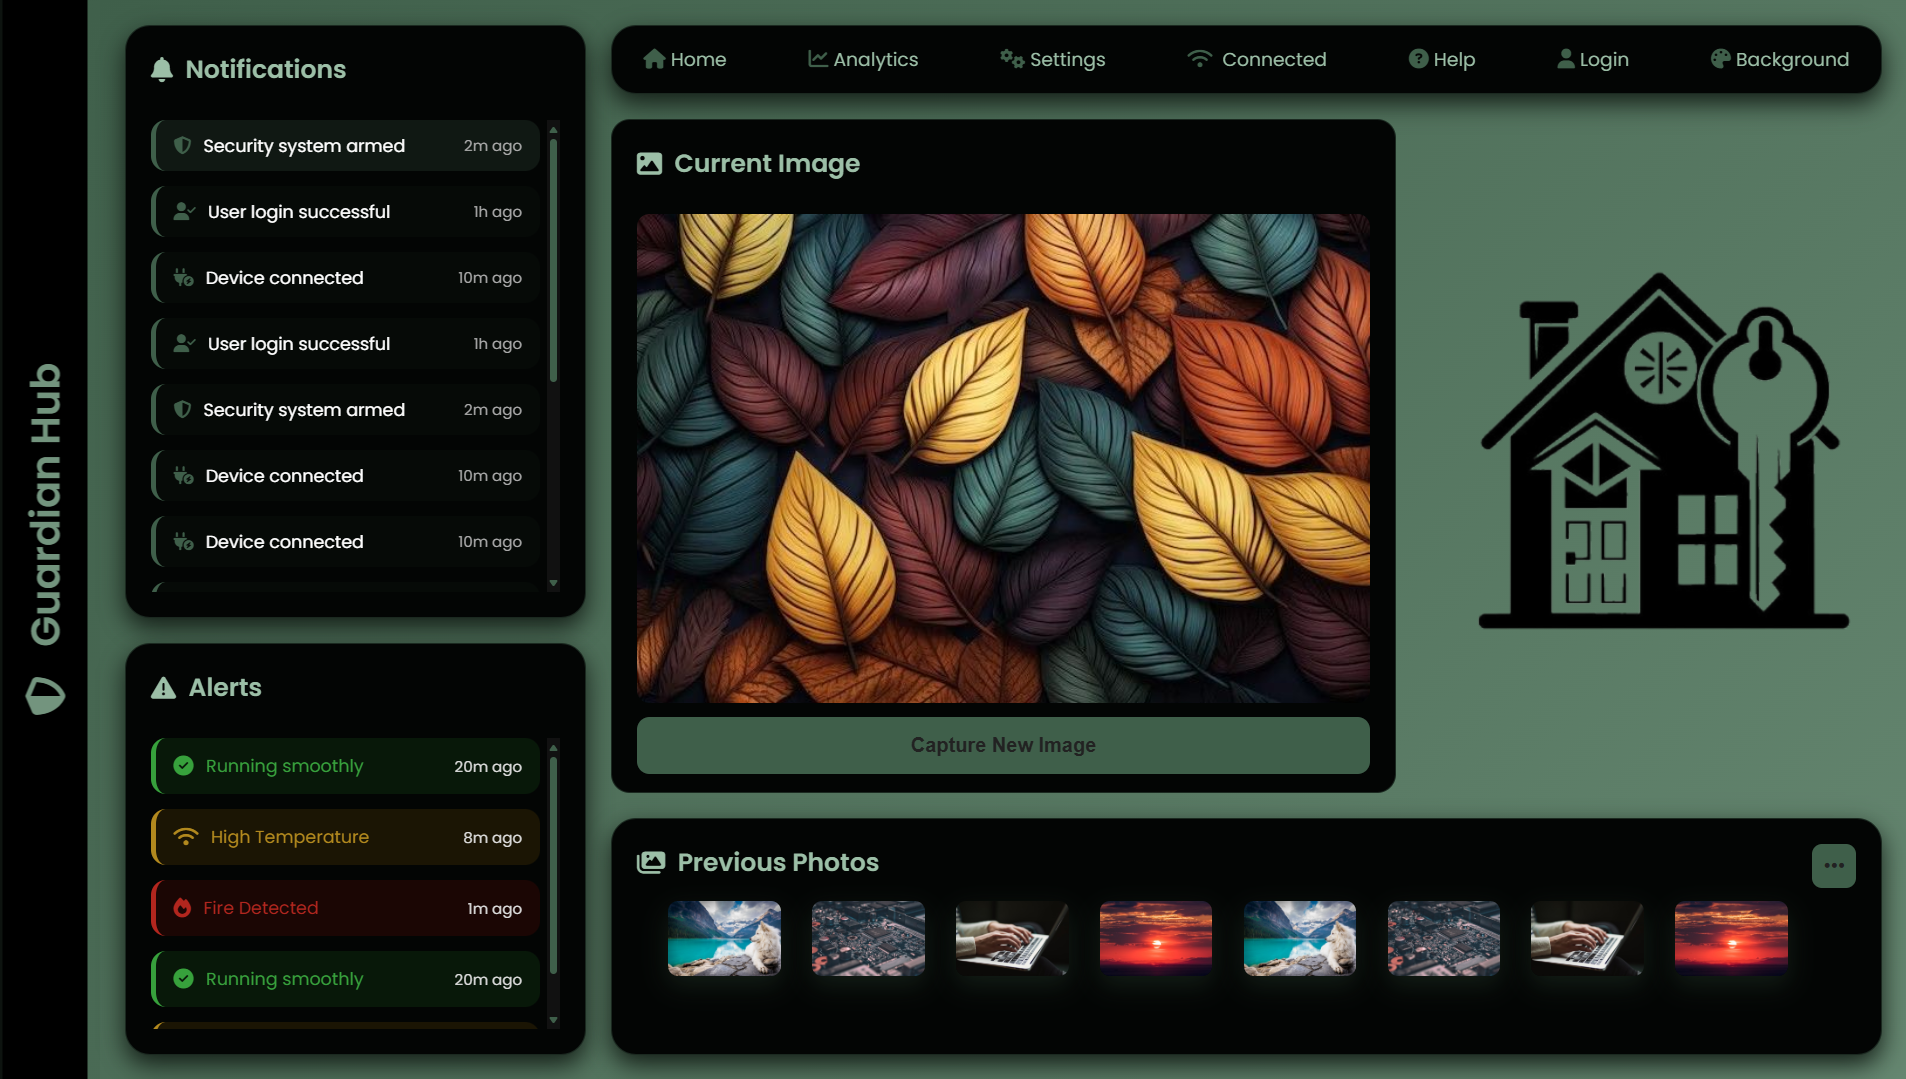 Guardian Hub
Notifications
Security system armed 2m ago
User login successful 1h ago
Device connected 10m ago
User login successful 1h ago
Security system armed 2m ago
Device connected 10m ago
Device connected 10m ago
Alerts
Running smoothly 20m ago
High Temperature 8m ago
Fire Detected 1m ago
Running smoothly 20m ago
Home Analytics Settings Connected Help Login Background
Current Image
Capture New Image
Previous Photos